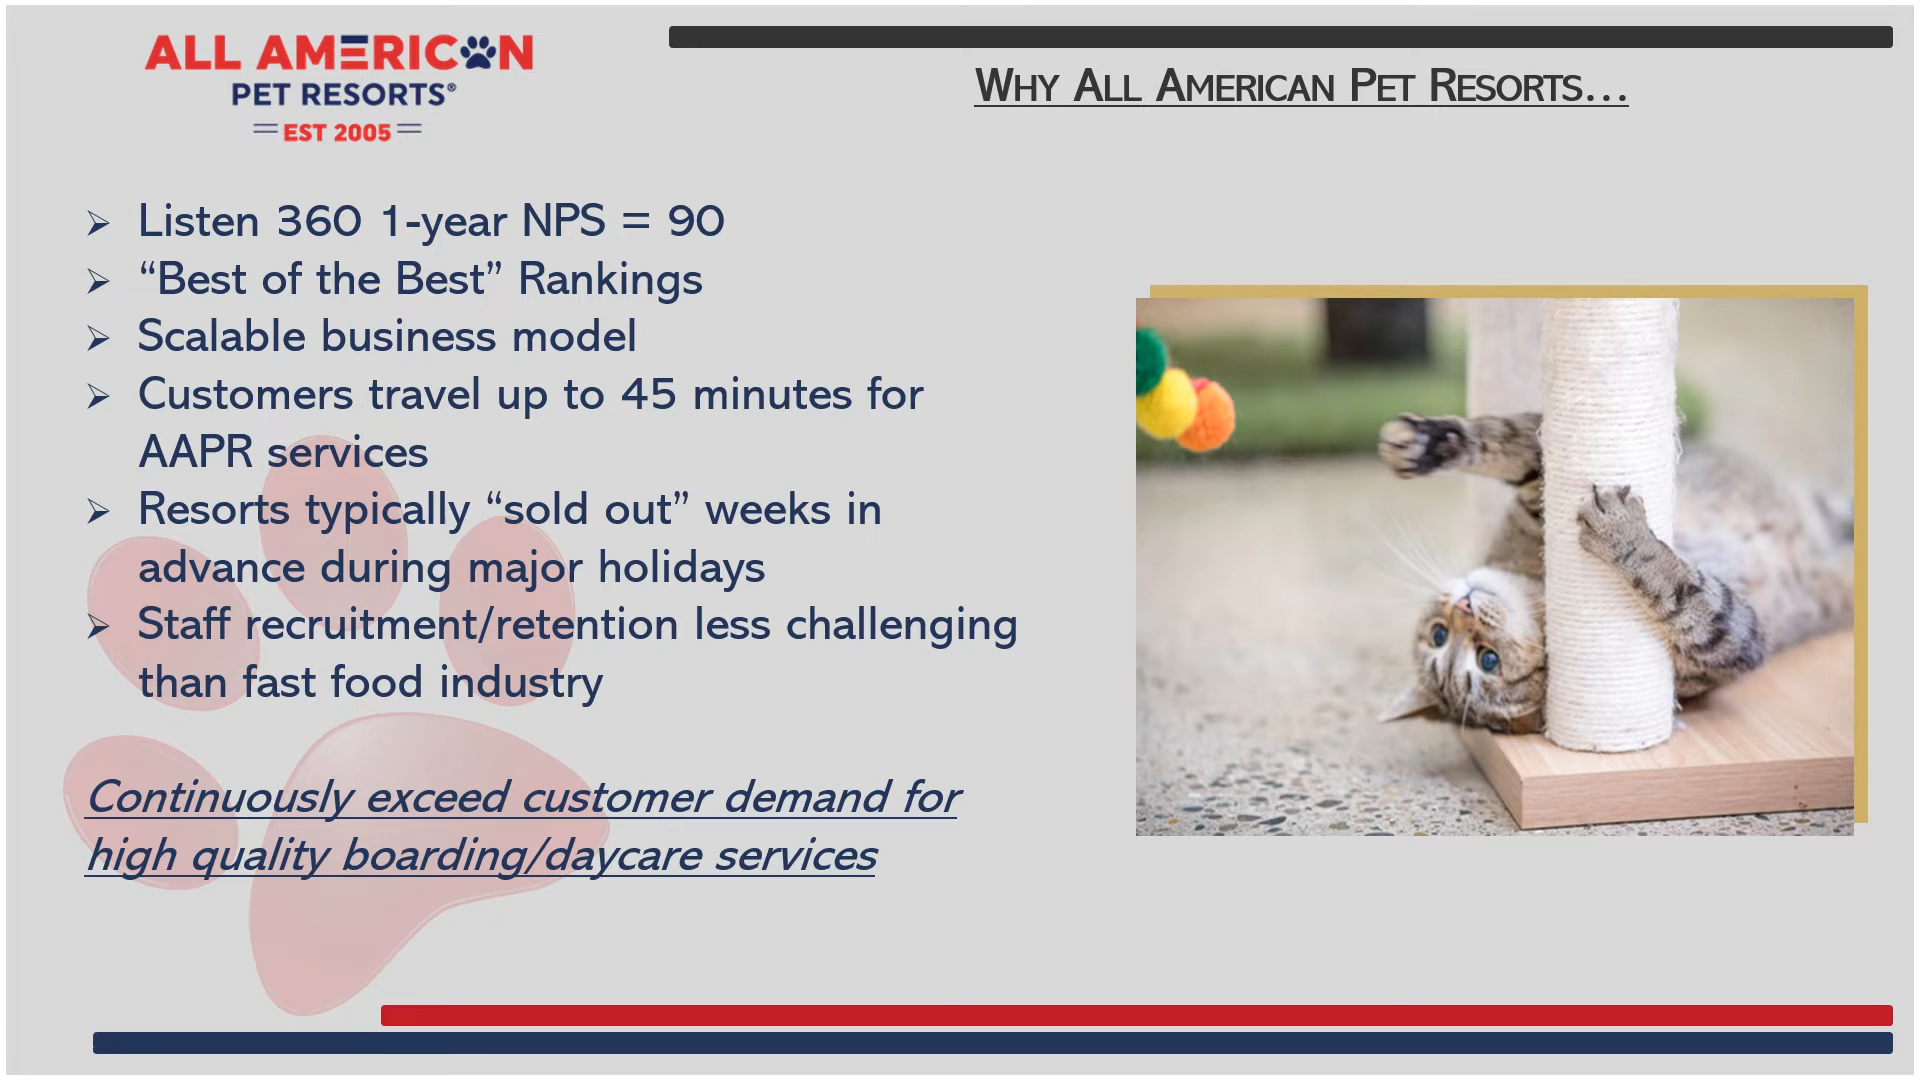 ALL AMERICAN
PET RESORTS®
EST 2005
WHY ALL AMERICAN PET RESORTS...
➢ Listen 360 1-year NPS = 90
➢ “Best of the Best” Rankings
➢ Scalable business model
➢ Customers travel up to 45 minutes for
AAPR services
➢ Resorts typically “sold out” weeks in
advance during major holidays
➢ Staff recruitment/retention less challenging
than fast food industry
Continuously exceed customer demand for
high quality boarding/daycare services